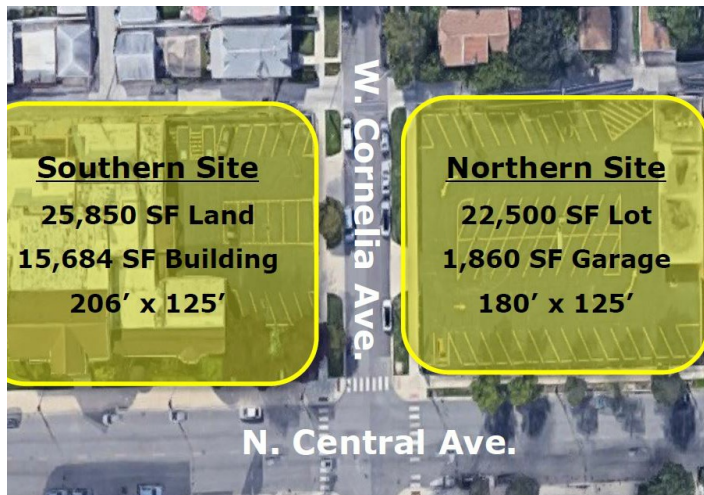 Southern Site
25,850 SF Land
15,684 SF Building
206’ x 125’
W. Cornelia Ave.
Northern Site
22,500 SF Lot
1,860 SF Garage
180’ x 125’
N. Central Ave.